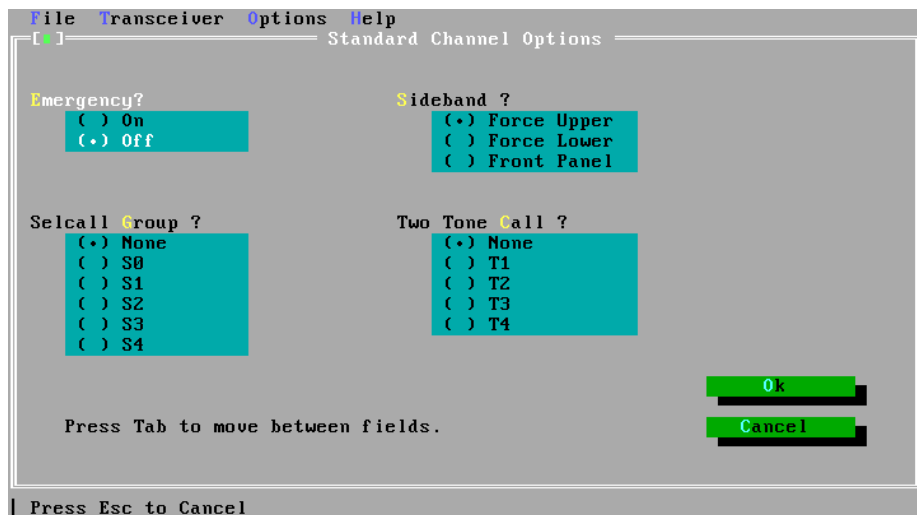 File Transceiver Options Help
[■] Standard Channel Options
Emergency?
( ) On
(•) Off
Sideband ?
(•) Force Upper
( ) Force Lower
( ) Front Panel
Selcall Group ?
(•) None
( ) S0
( ) S1
( ) S2
( ) S3
( ) S4
Two Tone Call ?
(•) None
( ) T1
( ) T2
( ) T3
( ) T4
Ok
Press Tab to move between fields.
Cancel
Press Esc to Cancel